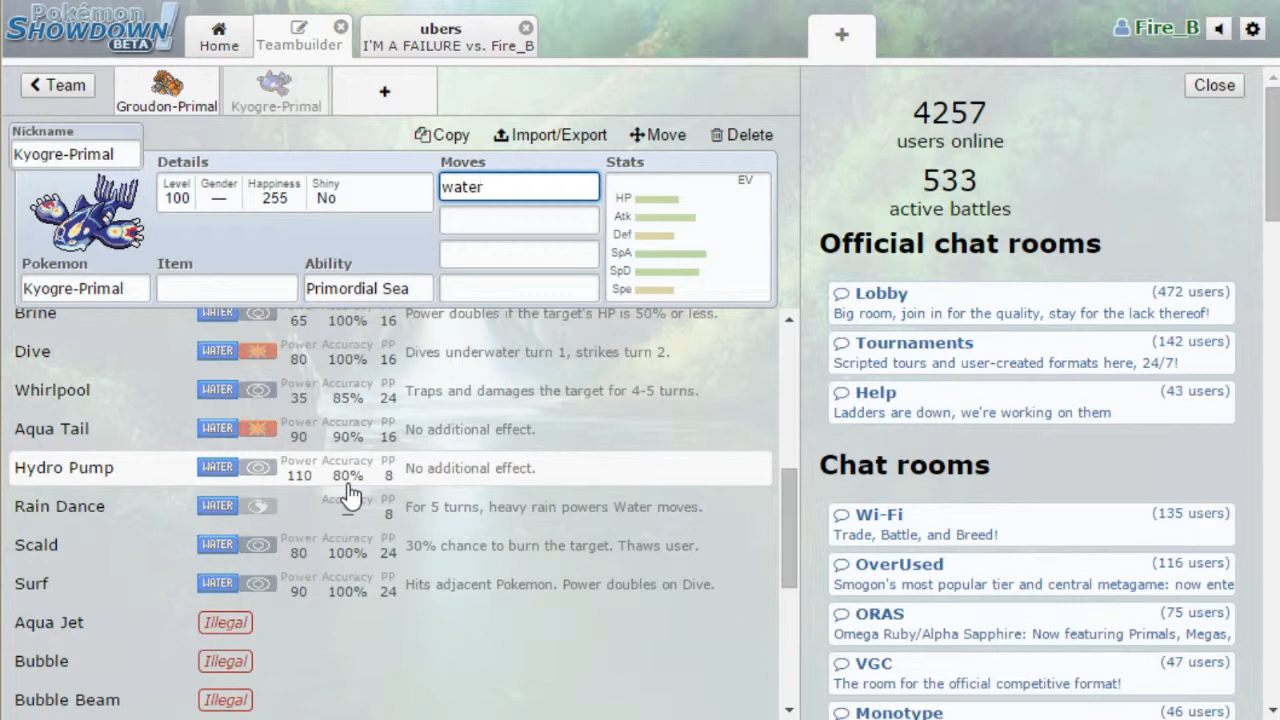 Pokémon
SHOWDOWN!
BETA
Home
Teambuilder
ubers
I'M A FAILURE vs. Fire_B
+
Fire_B
Team
Groudon-Primal
Kyogre-Primal
+
Close
Nickname
Kyogre-Primal
Copy
Import/Export
Move
Delete
Details
Level
100
Gender
—
Happiness
255
Shiny
No
Moves
water
Stats
EV
HP
Atk
Def
SpA
SpD
Spe
Pokemon
Kyogre-Primal
Item
Ability
Primordial Sea
Brine WATER Power 65 Accuracy 100% PP 16 Power doubles if the target's HP is 50% or less.
Dive WATER Power 80 Accuracy 100% PP 16 Dives underwater turn 1, strikes turn 2.
Whirlpool WATER Power 35 Accuracy 85% PP 24 Traps and damages the target for 4-5 turns.
Aqua Tail WATER Power 90 Accuracy 90% PP 16 No additional effect.
Hydro Pump WATER Power 110 Accuracy 80% PP 8 No additional effect.
Rain Dance WATER Accuracy — PP 8 For 5 turns, heavy rain powers Water moves.
Scald WATER Power 80 Accuracy 100% PP 24 30% chance to burn the target. Thaws user.
Surf WATER Power 90 Accuracy 100% PP 24 Hits adjacent Pokemon. Power doubles on Dive.
Aqua Jet Illegal
Bubble Illegal
Bubble Beam Illegal
4257
users online
533
active battles
Official chat rooms
Lobby (472 users)
Big room, join in for the quality, stay for the lack thereof!
Tournaments (142 users)
Scripted tours and user-created formats here, 24/7!
Help (43 users)
Ladders are down, we're working on them
Chat rooms
Wi-Fi (135 users)
Trade, Battle, and Breed!
OverUsed (116 users)
Smogon's most popular tier and central metagame: now ente
ORAS (75 users)
Omega Ruby/Alpha Sapphire: Now featuring Primals, Megas,
VGC (47 users)
The room for the official competitive format!
Monotype (46 users)